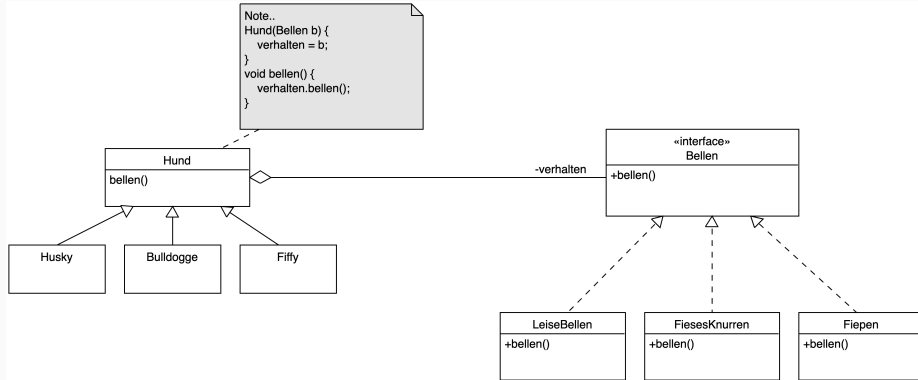 Note..
Hund(Bellen b) {
verhalten = b;
}
void bellen() {
verhalten.bellen();
}
Hund
bellen()
-verhalten
«interface»
Bellen
+bellen()
Husky
Bulldogge
Fiffy
LeiseBellen
+bellen()
FiesesKnurren
+bellen()
Fiepen
+bellen()